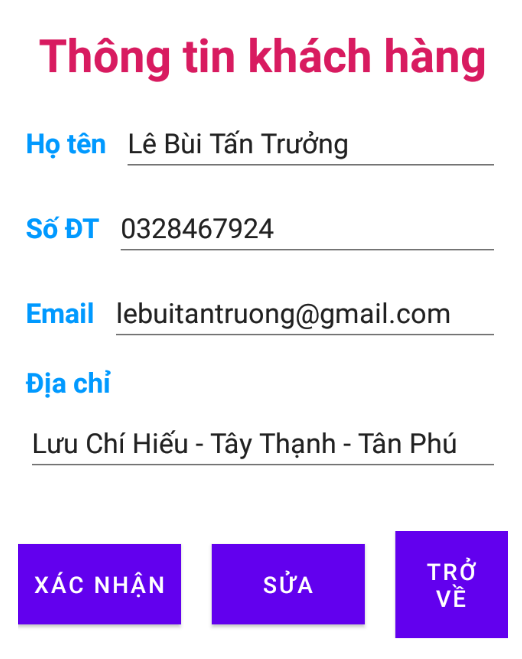 Thông tin khách hàng
Họ tên Lê Bùi Tấn Trưởng
Số ĐT 0328467924
Email lebuitantruong@gmail.com
Địa chỉ
Lưu Chí Hiếu - Tây Thạnh - Tân Phú
XÁC NHẬN SỬA TRỞ
VỀ